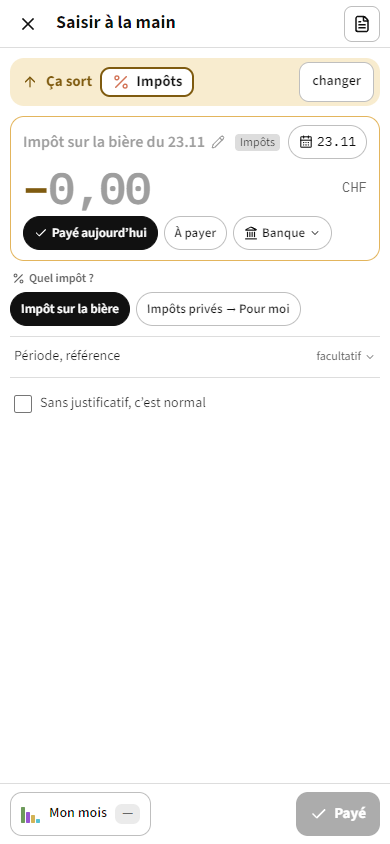 Saisir à la main
Ça sort Impôts changer
Impôt sur la bière du 23.11 Impôts 23.11
−0,00 CHF
Payé aujourd'hui À payer Banque
Quel impôt ?
Impôt sur la bière Impôts privés → Pour moi
Période, référence facultatif
Sans justificatif, c'est normal
Mon mois —
Payé